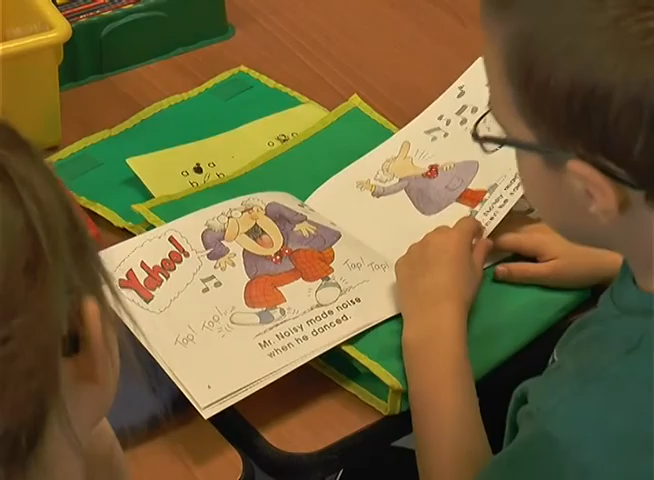 a a
Yahoo!
Tap! Tap!
Tap! Tap!
Mr. Noisy made noise
when he danced.